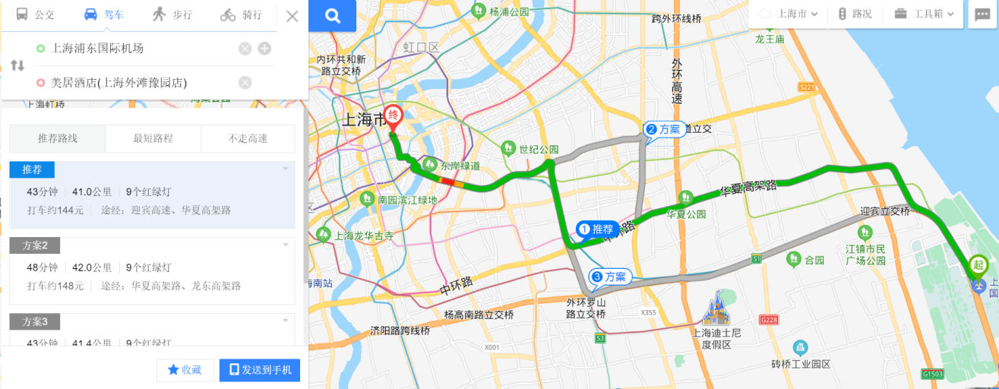 公交
驾车
步行
骑行
上海浦东国际机场
美居酒店(上海外滩豫园店)
推荐路线
最短路程
不走高速
推荐
43分钟 41.0公里 9个红绿灯
打车约144元 途经：迎宾高速、华夏高架路
方案2
48分钟 42.0公里 9个红绿灯
打车约148元 途经：华夏高架路、龙东高架路
方案3
43分钟 41.4公里 9个红绿灯
收藏
发送到手机
上海市
路况
工具箱
杨浦公园
跨外环线桥
龙王庙
虹口区
内环共和新
路立交桥
外环高速
S221
上海虹桥
上海市
终
2 方案
道立交
世纪公园
东岸绿道
南园滨江绿地
华夏高架路
华夏公园
迎宾立交桥
1 推荐
中环路
上海龙华古寺
江镇市民
广场公园
S1
合园
起
3 方案
海南站
中环路
外环罗山
路立交桥
杨高南路立交桥
X355
G228
济阳路跨线桥
S3
上海迪士尼
度假区
X001
砖桥工业园区
G1503